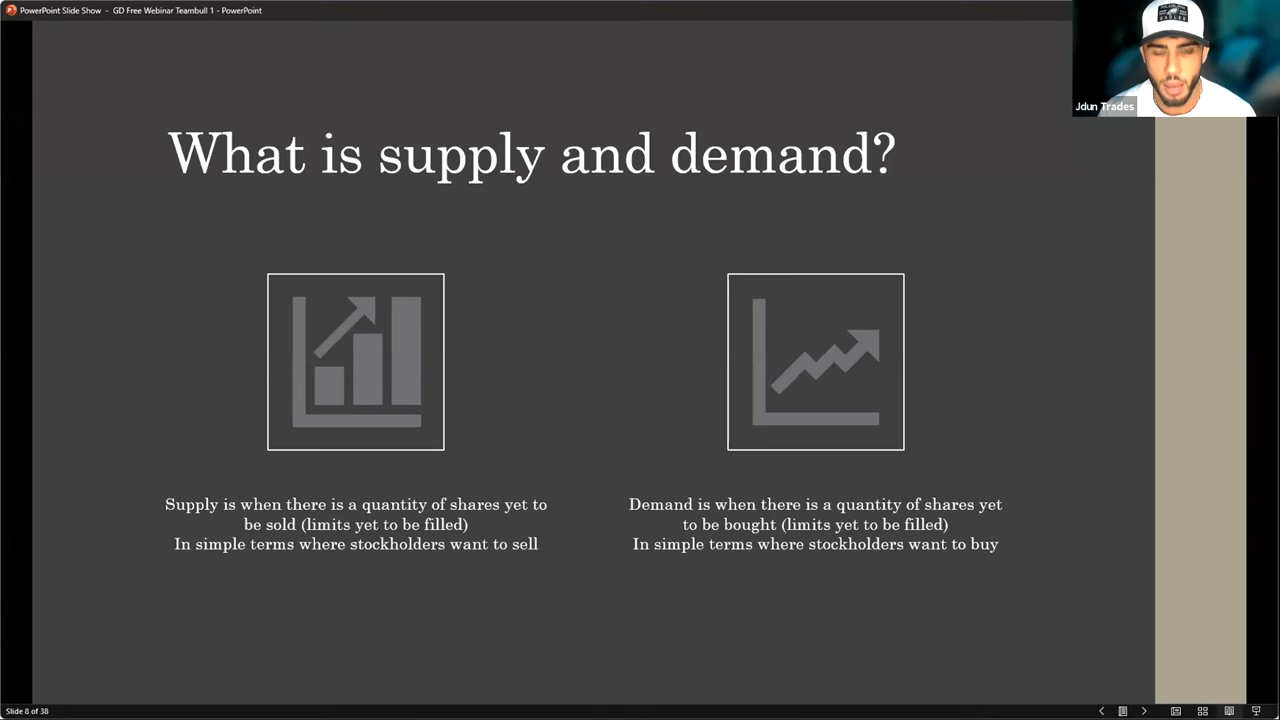 PowerPoint Slide Show - GD Free Webinar Teambull 1 - PowerPoint
PHILADELPHIA
EAGLES
Jdun Trades
What is supply and demand?
Supply is when there is a quantity of shares yet to
be sold (limits yet to be filled)
In simple terms where stockholders want to sell
Demand is when there is a quantity of shares yet
to be bought (limits yet to be filled)
In simple terms where stockholders want to buy
Slide 8 of 38